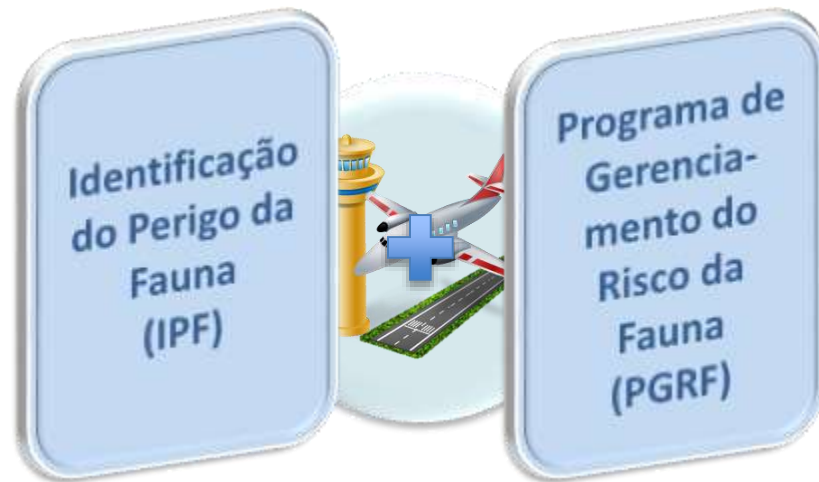 Identificação
do Perigo da
Fauna
(IPF)
Programa de
Gerencia-
mento do
Risco da
Fauna
(PGRF)